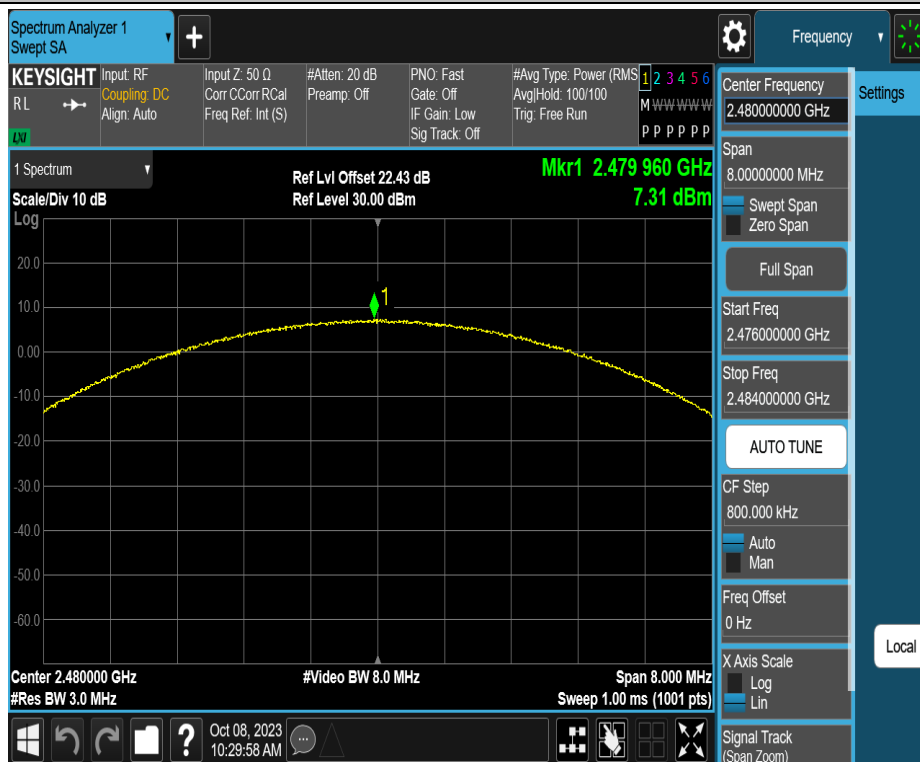 Spectrum Analyzer 1
Swept SA
+
Frequency
KEYSIGHT
RL
LXI
Input: RF
Coupling: DC
Align: Auto
Input Z: 50 Ω
Corr CCorr RCal
Freq Ref: Int (S)
#Atten: 20 dB
Preamp: Off
PNO: Fast
Gate: Off
IF Gain: Low
Sig Track: Off
#Avg Type: Power (RMS
Avg|Hold: 100/100
Trig: Free Run
1 2 3 4 5 6
M W W W W W
P P P P P P
1 Spectrum
Scale/Div 10 dB
Log
Ref Lvl Offset 22.43 dB
Ref Level 30.00 dBm
Mkr1 2.479 960 GHz
7.31 dBm
1
20.0
10.0
0.00
-10.0
-20.0
-30.0
-40.0
-50.0
-60.0
Center 2.480000 GHz
#Res BW 3.0 MHz
#Video BW 8.0 MHz
Span 8.000 MHz
Sweep 1.00 ms (1001 pts)
Oct 08, 2023
10:29:58 AM
?
Center Frequency
2.480000000 GHz
Span
8.00000000 MHz
Swept Span
Zero Span
Full Span
Start Freq
2.476000000 GHz
Stop Freq
2.484000000 GHz
AUTO TUNE
CF Step
800.000 kHz
Auto
Man
Freq Offset
0 Hz
X Axis Scale
Log
Lin
Signal Track
(Span Zoom)
Settings
Local